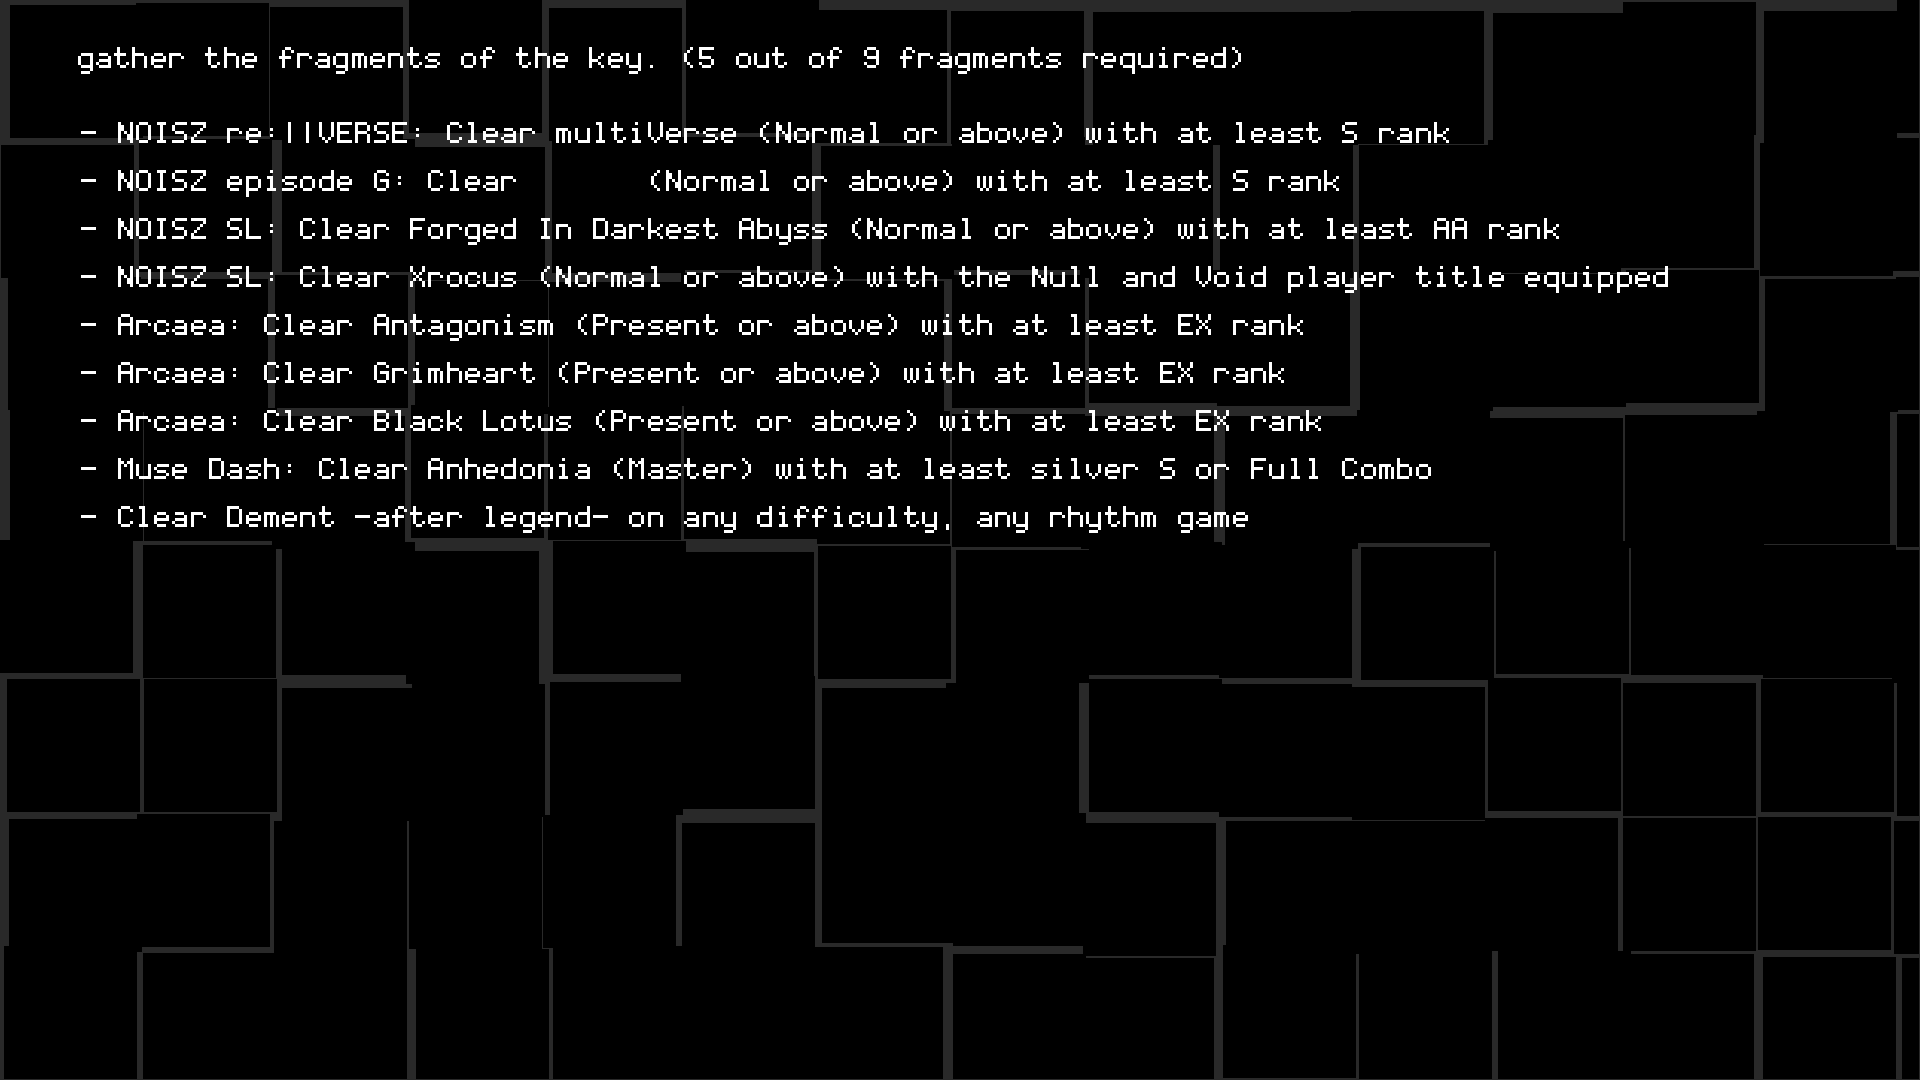 gather the fragments of the key. (5 out of 9 fragments required)
- NOISZ re:||VERSE: Clear multiVerse (Normal or above) with at least S rank
- NOISZ episode G: Clear (Normal or above) with at least S rank
- NOISZ SL: Clear Forged In Darkest Abyss (Normal or above) with at least AA rank
- NOISZ SL: Clear Xrocus (Normal or above) with the Null and Void player title equipped
- Arcaea: Clear Antagonism (Present or above) with at least EX rank
- Arcaea: Clear Grimheart (Present or above) with at least EX rank
- Arcaea: Clear Black Lotus (Present or above) with at least EX rank
- Muse Dash: Clear Anhedonia (Master) with at least silver S or Full Combo
- Clear Dement -after legend- on any difficulty, any rhythm game